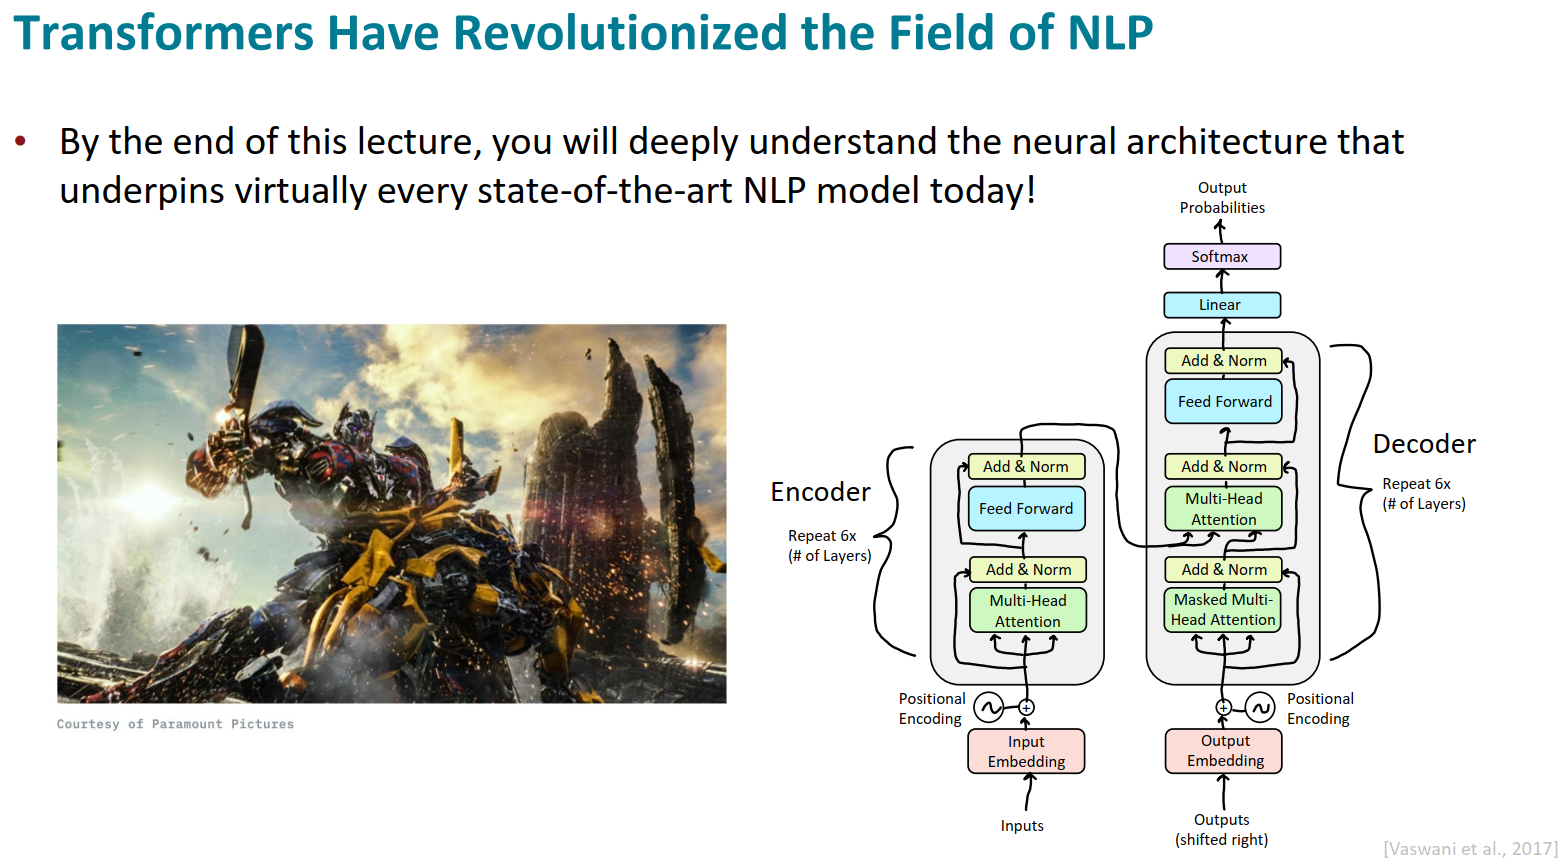 Transformers Have Revolutionized the Field of NLP
• By the end of this lecture, you will deeply understand the neural architecture that
underpins virtually every state-of-the-art NLP model today!
Courtesy of Paramount Pictures
Encoder
Repeat 6x
(# of Layers)
Add & Norm
Feed Forward
Add & Norm
Multi-Head
Attention
Positional
Encoding
+
Input
Embedding
Inputs
Output
Probabilities
Softmax
Linear
Add & Norm
Feed Forward
Add & Norm
Multi-Head
Attention
Add & Norm
Masked Multi-
Head Attention
Decoder
Repeat 6x
(# of Layers)
+
Positional
Encoding
Output
Embedding
Outputs
(shifted right)
[Vaswani et al., 2017]